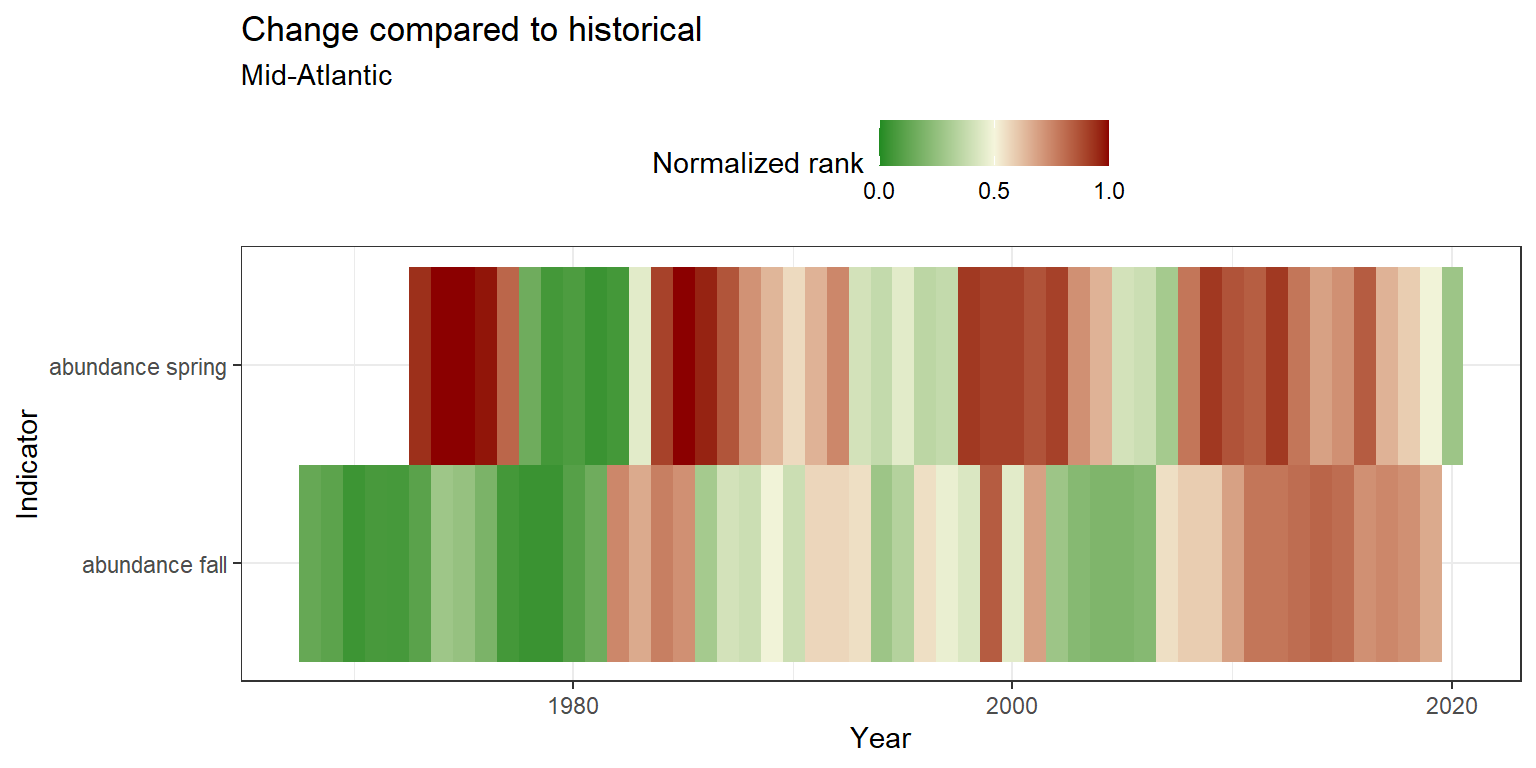 Change compared to historical
Mid-Atlantic
Normalized rank
0.0 0.5 1.0
abundance spring
abundance fall
Indicator
1980 2000 2020
Year